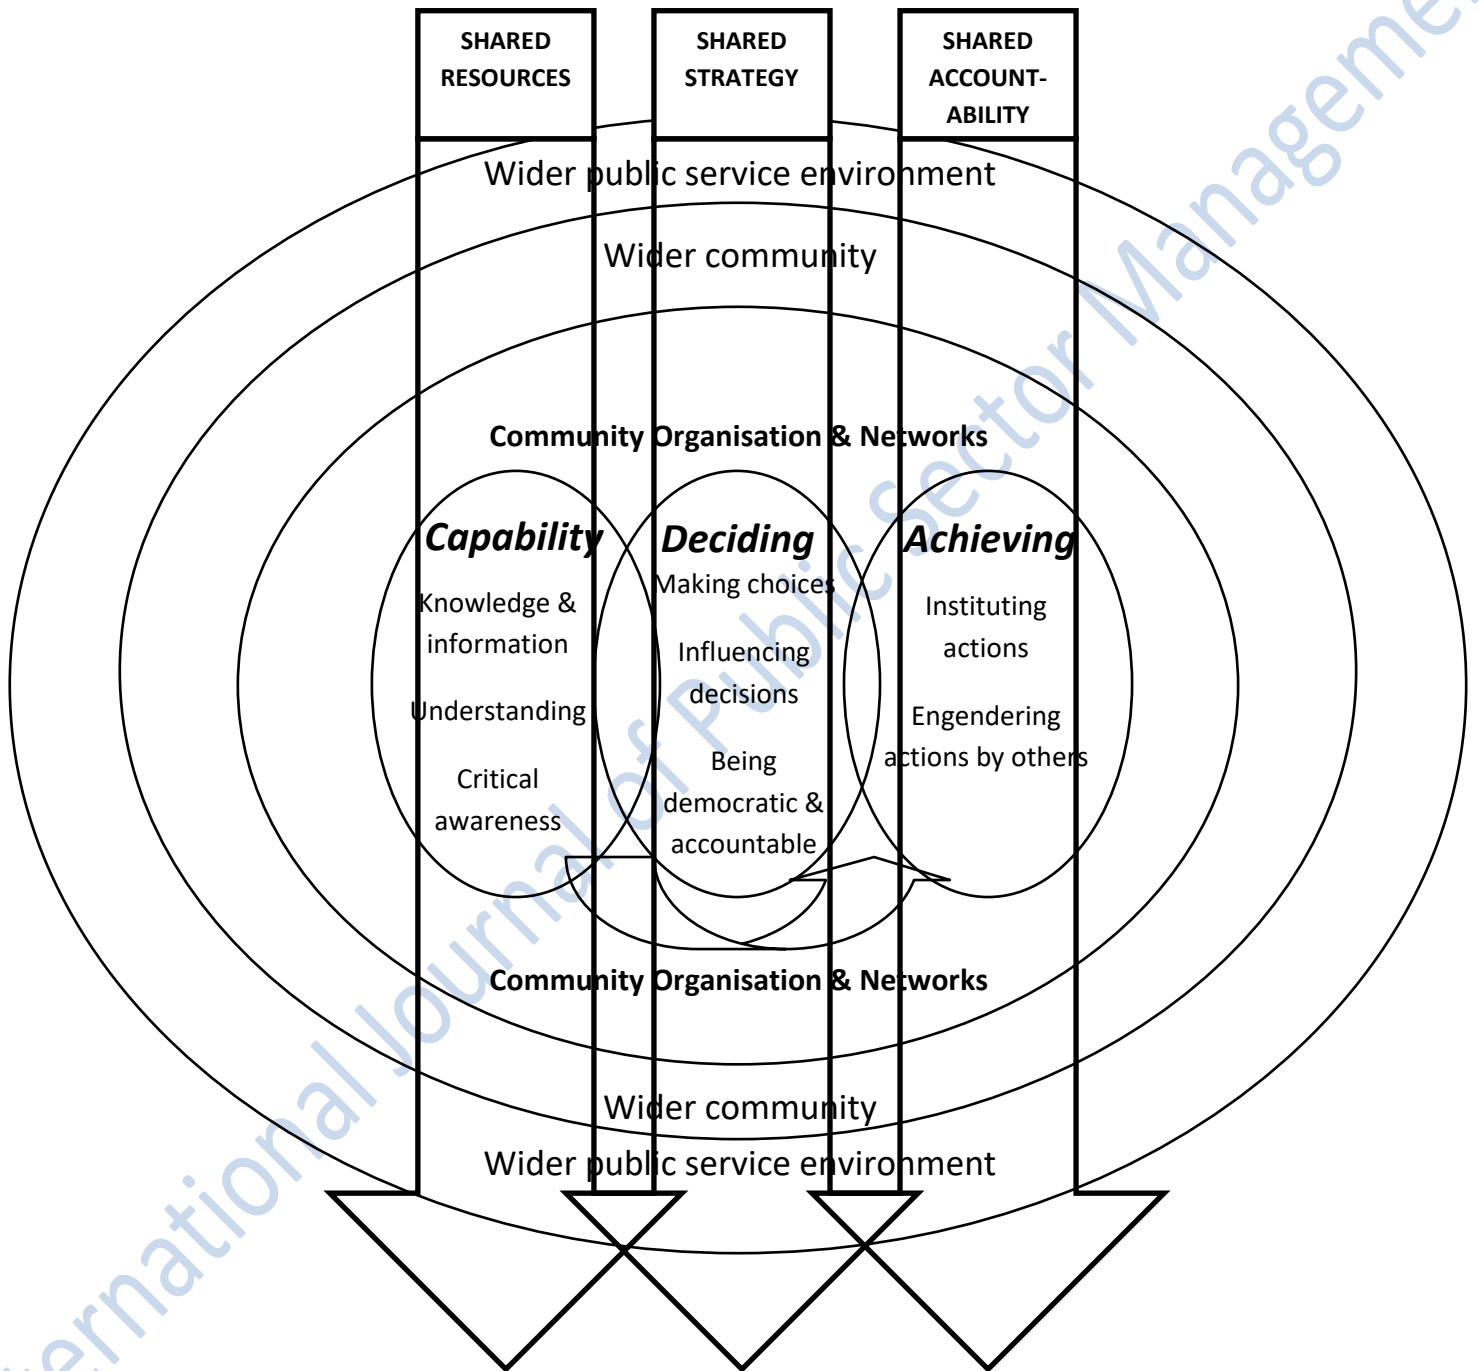 SHARED
RESOURCES
SHARED
STRATEGY
SHARED
ACCOUNT-
ABILITY
Wider public service environment
Wider community
Community Organisation & Networks
Capability
Knowledge &
information
Understanding
Critical
awareness
Deciding
Making choices
Influencing
decisions
Being
democratic &
accountable
Achieving
Instituting
actions
Engendering
actions by others
Community Organisation & Networks
Wider community
Wider public service environment
ternational Journal of Public Sector Managemen